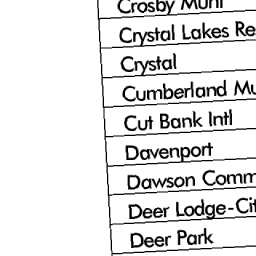 Crosby Muni
Crystal Lakes Re
Crystal
Cumberland Mu
Cut Bank Intl
Davenport
Dawson Comm
Deer Lodge-Cit
Deer Park